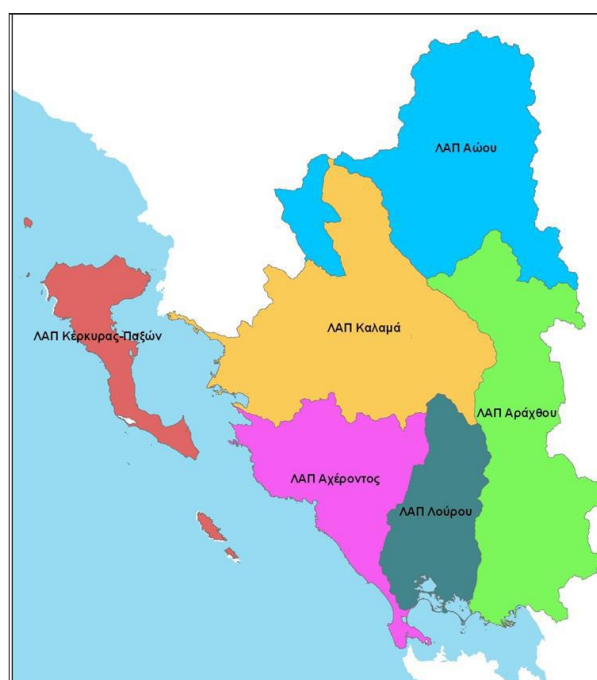 ΛΑΠ Αώου
ΛΑΠ Κέρκυρας-Παξών
ΛΑΠ Καλαμά
ΛΑΠ Αράχθου
ΛΑΠ Αχέροντος
ΛΑΠ Λούρου